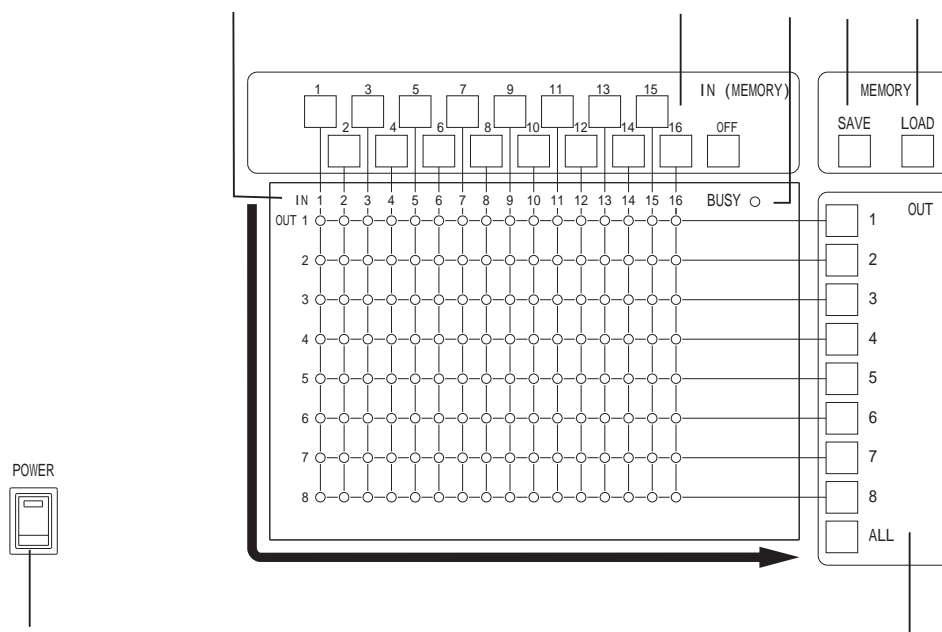 1 3 5 7 9 11 13 15 IN (MEMORY)
2 4 6 8 10 12 14 16 OFF
MEMORY
SAVE LOAD
IN 1 2 3 4 5 6 7 8 9 10 11 12 13 14 15 16 BUSY
OUT 1
2
3
4
5
6
7
8
OUT
1
2
3
4
5
6
7
8
ALL
POWER